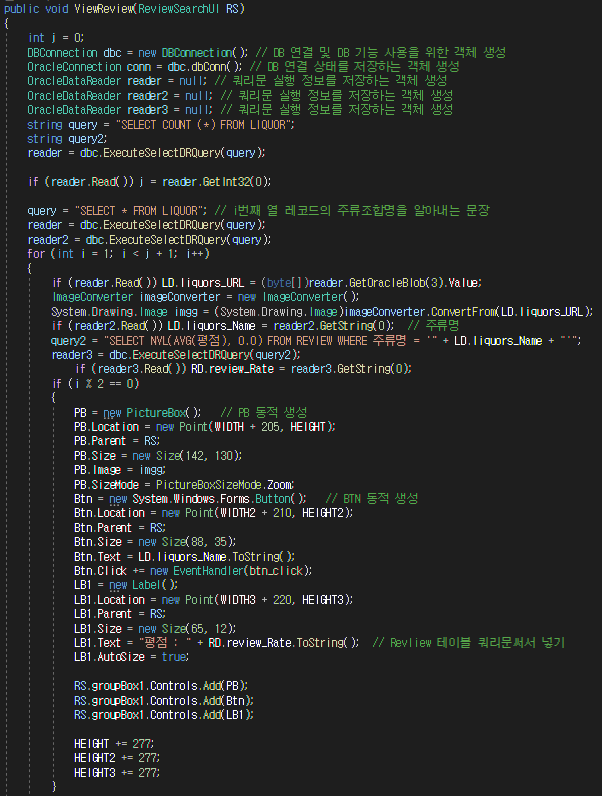 public void ViewReview(ReviewSearchUI RS)
{
int j = 0;
DBConnection dbc = new DBConnection(); // DB 연결 및 DB 기능 사용을 위한 객체 생성
OracleConnection conn = dbc.dbConn(); // DB 연결 상태를 저장하는 객체 생성
OracleDataReader reader = null; // 쿼리문 실행 정보를 저장하는 객체 생성
OracleDataReader reader2 = null; // 쿼리문 실행 정보를 저장하는 객체 생성
OracleDataReader reader3 = null; // 쿼리문 실행 정보를 저장하는 객체 생성
string query = "SELECT COUNT (*) FROM LIQUOR";
string query2;
reader = dbc.ExecuteSelectDRQuery(query);
if (reader.Read()) j = reader.GetInt32(0);
query = "SELECT * FROM LIQUOR"; // i번째 열 레코드의 주류조합명을 알아내는 문장
reader = dbc.ExecuteSelectDRQuery(query);
reader2 = dbc.ExecuteSelectDRQuery(query);
for (int i = 1; i < j + 1; i++)
{
if (reader.Read()) LD.liquors_URL = (byte[])reader.GetOracleBlob(3).Value;
ImageConverter imageConverter = new ImageConverter();
System.Drawing.Image imgg = (System.Drawing.Image)imageConverter.ConvertFrom(LD.liquors_URL);
if (reader2.Read()) LD.liquors_Name = reader2.GetString(0); // 주류명
query2 = "SELECT NVL(AVG(평점), 0.0) FROM REVIEW WHERE 주류명 = '" + LD.liquors_Name + "'";
reader3 = dbc.ExecuteSelectDRQuery(query2);
if (reader3.Read()) RD.review_Rate = reader3.GetString(0);
if (i % 2 == 0)
{
PB = new PictureBox(); // PB 동적 생성
PB.Location = new Point(WIDTH + 205, HEIGHT);
PB.Parent = RS;
PB.Size = new Size(142, 130);
PB.Image = imgg;
PB.SizeMode = PictureBoxSizeMode.Zoom;
Btn = new System.Windows.Forms.Button(); // BTN 동적 생성
Btn.Location = new Point(WIDTH2 + 210, HEIGHT2);
Btn.Parent = RS;
Btn.Size = new Size(88, 35);
Btn.Text = LD.liquors_Name.ToString();
Btn.Click += new EventHandler(btn_click);
LB1 = new Label();
LB1.Location = new Point(WIDTH3 + 220, HEIGHT3);
LB1.Parent = RS;
LB1.Size = new Size(65, 12);
LB1.Text = "평점 : " + RD.review_Rate.ToString(); // Revliew 테이블 쿼리문써서 넣기
LB1.AutoSize = true;
RS.groupBox1.Controls.Add(PB);
RS.groupBox1.Controls.Add(Btn);
RS.groupBox1.Controls.Add(LB1);
HEIGHT += 277;
HEIGHT2 += 277;
HEIGHT3 += 277;
}